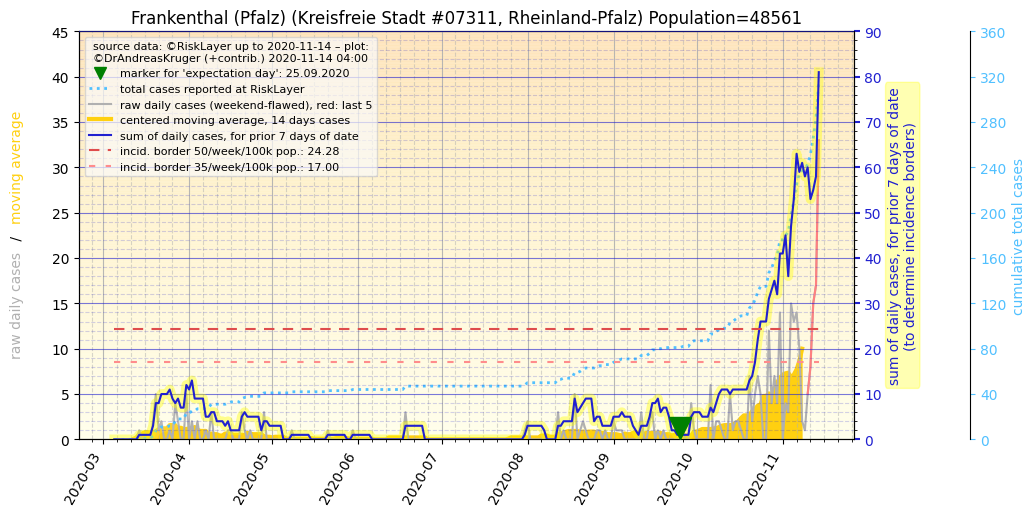 Frankenthal (Pfalz) (Kreisfreie Stadt #07311, Rheinland-Pfalz) Population=48561
source data: ©RiskLayer up to 2020-11-14 – plot:
©DrAndreasKruger (+contrib.) 2020-11-14 04:00
marker for 'expectation day': 25.09.2020
total cases reported at RiskLayer
raw daily cases (weekend-flawed), red: last 5
centered moving average, 14 days cases
sum of daily cases, for prior 7 days of date
incid. border 50/week/100k pop.: 24.28
incid. border 35/week/100k pop.: 17.00
raw daily cases / moving average
45
40
35
30
25
20
15
10
5
0
2020-03
2020-04
2020-05
2020-06
2020-07
2020-08
2020-09
2020-10
2020-11
90
80
70
60
50
40
30
20
10
0
sum of daily cases, for prior 7 days of date
(to determine incidence borders)
360
320
280
240
200
160
120
80
40
0
cumulative total cases